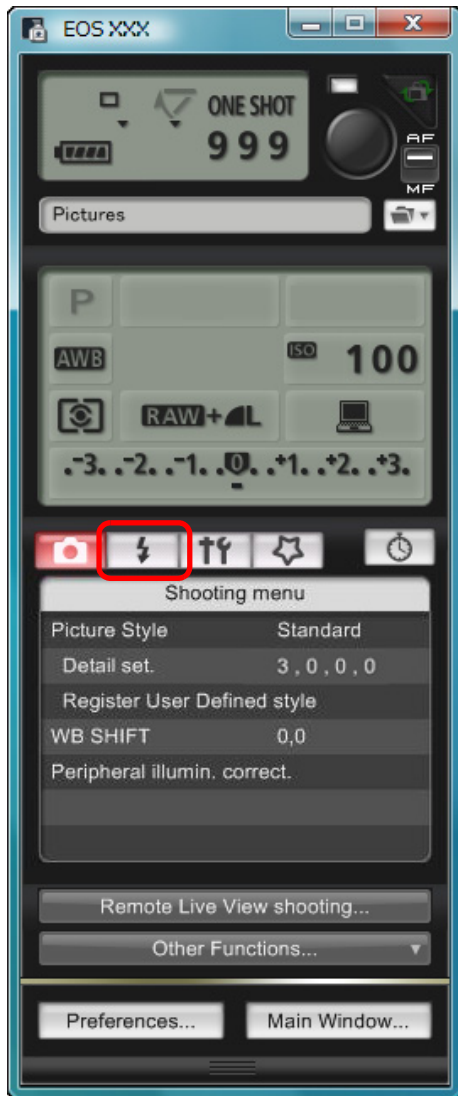 EOS XXX
ONE SHOT
999
AF
MF
Pictures
P
AWB
ISO 100
RAW+L
.-3. .-2. .-1. .0. .+1. .+2. .+3.
Shooting menu
Picture Style Standard
Detail set. 3 , 0 , 0 , 0
Register User Defined style
WB SHIFT 0,0
Peripheral illumin. correct.
Remote Live View shooting...
Other Functions...
Preferences... Main Window...